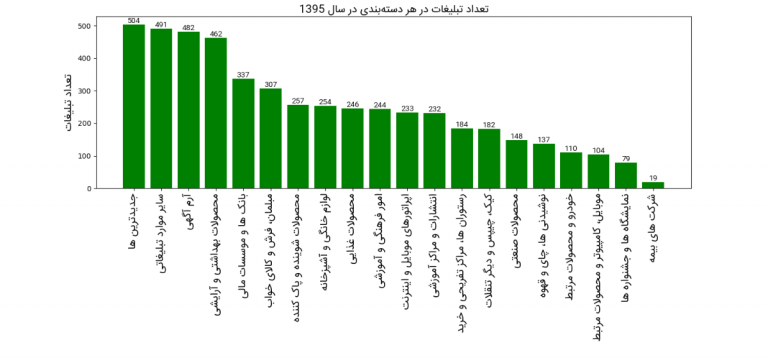 تعداد تبلیغات در هر دسته‌بندی در سال 1395
تعداد تبلیغات
500
400
300
200
100
0
504
491
482
462
337
307
257
254
246
244
233
232
184
182
148
137
110
104
79
19
جدیدترین ها
سایر موارد تبلیغاتی
آرم آگهی
محصولات بهداشتی و آرایشی
بانک ها و موسسات مالی
مبلمان، فرش و کالای خواب
محصولات شوینده و پاک کننده
لوازم خانگی و آشپزخانه
محصولات غذایی
امور فرهنگی و آموزشی
اپراتورهای موبایل و اینترنت
انتشارات و مراکز آموزشی
رستوران ها، مراکز تفریحی و خرید
کیک، چیپس و دیگر تنقلات
محصولات صنعتی
نوشیدنی ها، چای و قهوه
خودرو و محصولات مرتبط
موبایل، کامپیوتر و محصولات مرتبط
نمایشگاه ها و جشنواره ها
شرکت های بیمه